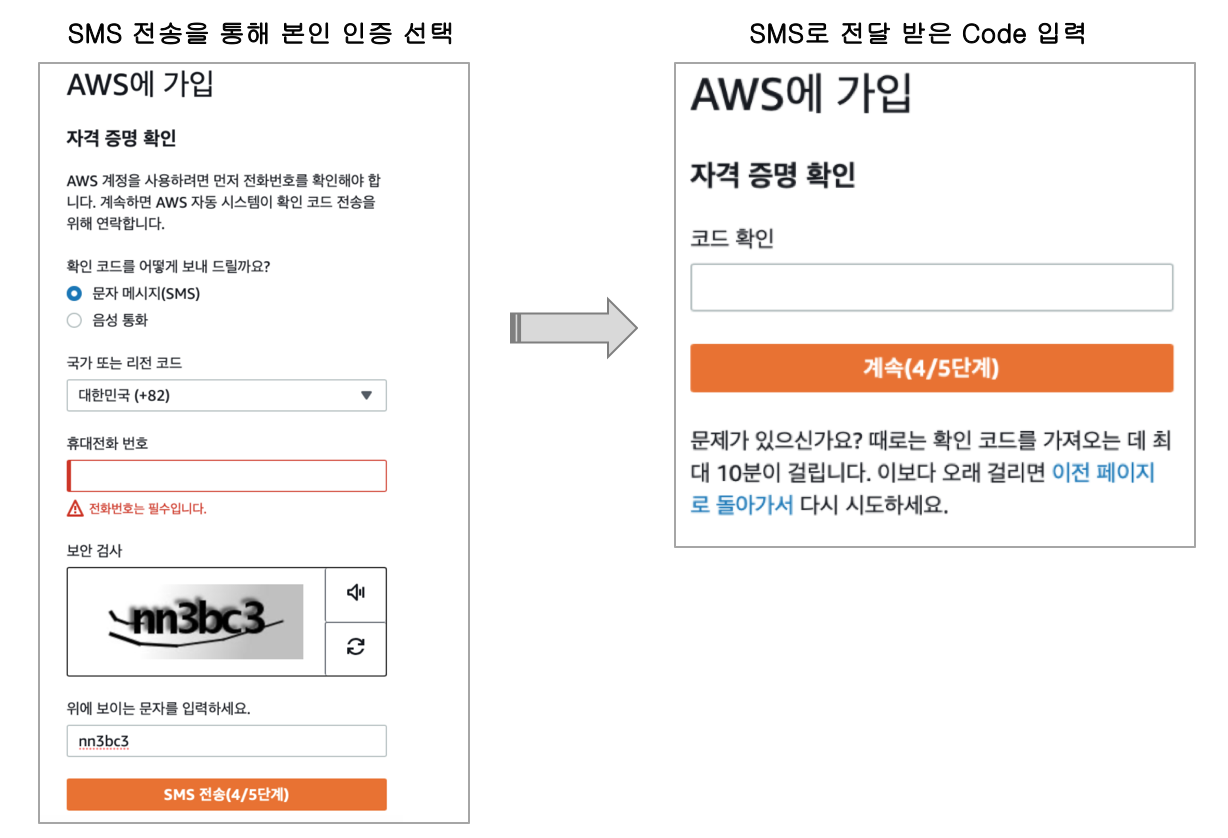 SMS 전송을 통해 본인 인증 선택
AWS에 가입
자격 증명 확인
AWS 계정을 사용하려면 먼저 전화번호를 확인해야 합
니다. 계속하면 AWS 자동 시스템이 확인 코드 전송을
위해 연락합니다.
확인 코드를 어떻게 보내 드릴까요?
문자 메시지(SMS)
음성 통화
국가 또는 리전 코드
대한민국 (+82)
휴대전화 번호
전화번호는 필수입니다.
보안 검사
nn3bc3
위에 보이는 문자를 입력하세요.
nn3bc3
SMS 전송(4/5단계)
SMS로 전달 받은 Code 입력
AWS에 가입
자격 증명 확인
코드 확인
계속(4/5단계)
문제가 있으신가요? 때로는 확인 코드를 가져오는 데 최
대 10분이 걸립니다. 이보다 오래 걸리면 이전 페이지
로 돌아가서 다시 시도하세요.